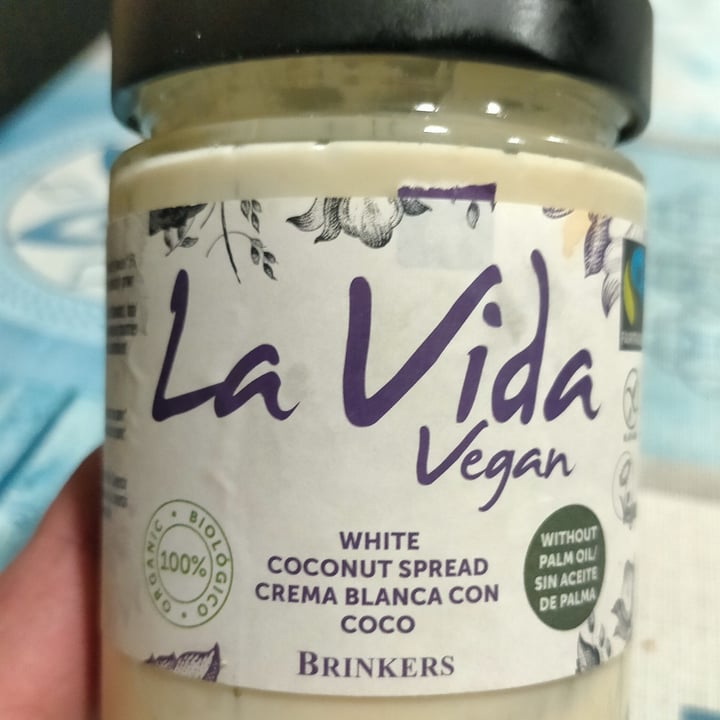 La Vida
Vegan
ORGANIC • BIOLÓGICO •
100%
WHITE
COCONUT SPREAD
CREMA BLANCA CON
COCO
WITHOUT
PALM OIL/
SIN ACEITE
DE PALMA
BRINKERS